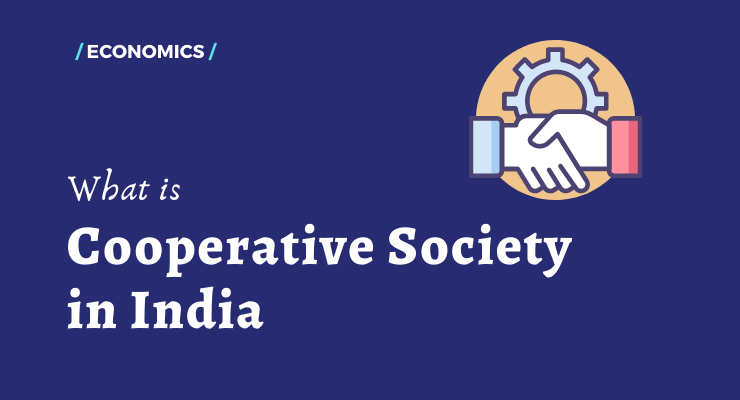 / ECONOMICS /
What is
Cooperative Society
in India